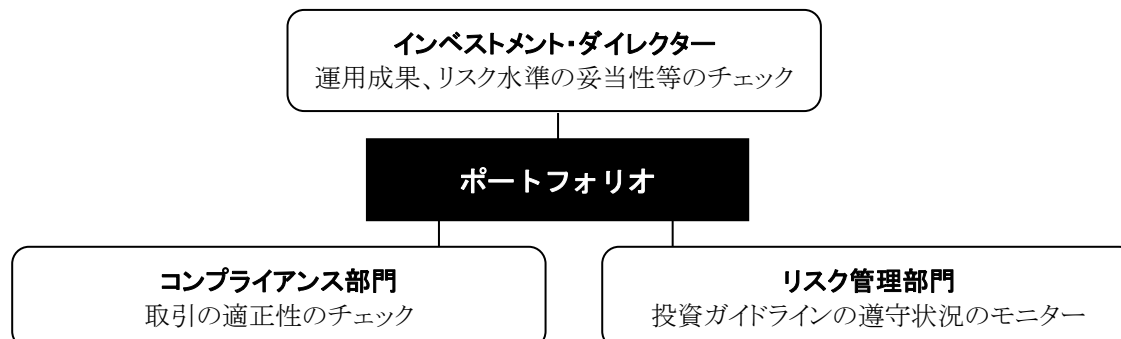 インベストメント・ダイレクター
運用成果、リスク水準の妥当性等のチェック
ポートフォリオ
コンプライアンス部門
取引の適正性のチェック
リスク管理部門
投資ガイドラインの遵守状況のモニター